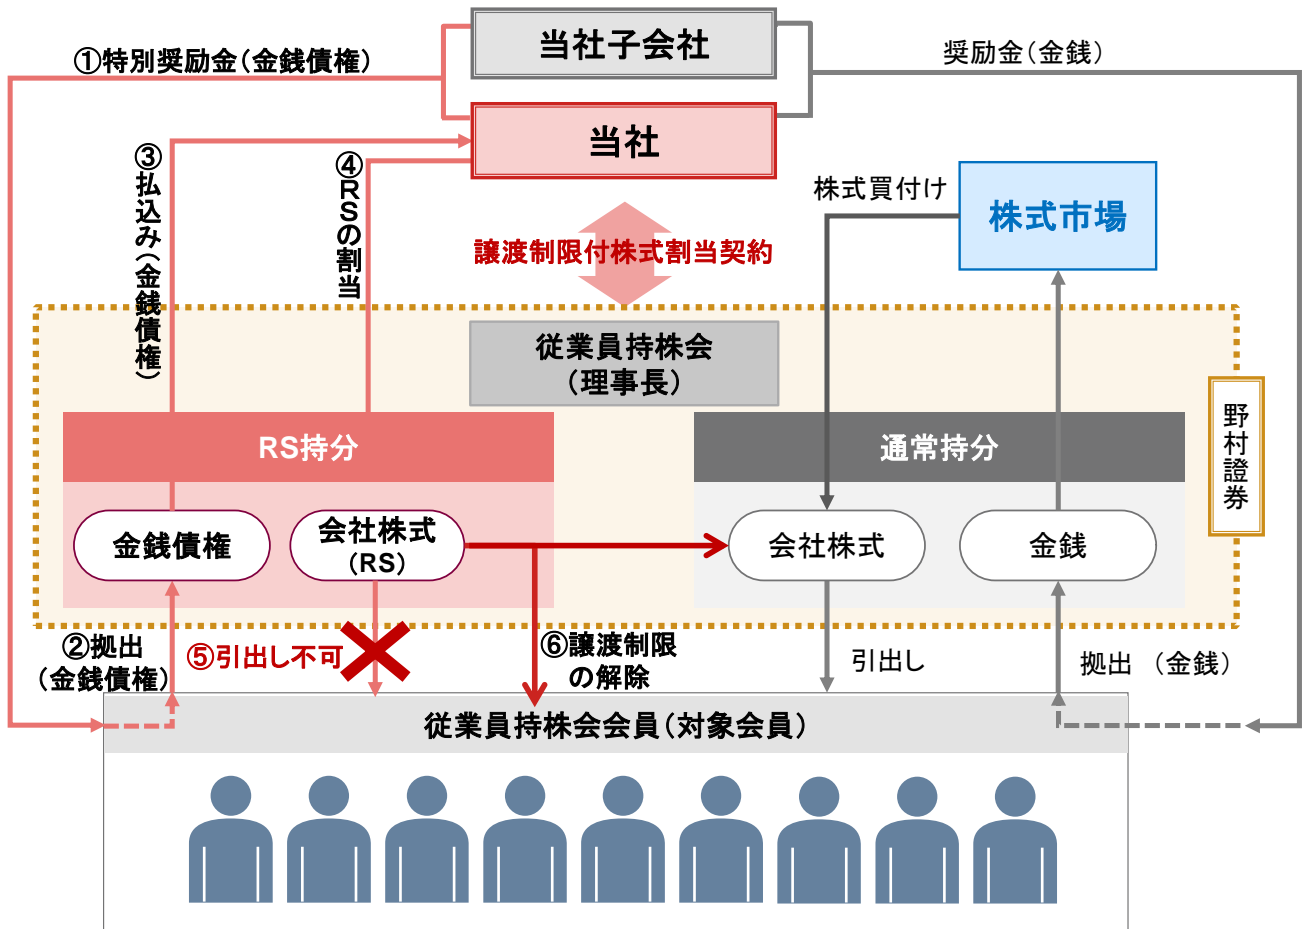 当社子会社
①特別奨励金(金銭債権)
奨励金(金銭)
当社
③払込み(金銭債権)
④RSの割当
株式買付け
株式市場
譲渡制限付株式割当契約
従業員持株会
(理事長)
野村證券
RS持分
通常持分
金銭債権
会社株式
(RS)
会社株式
金銭
②拠出
(金銭債権)
⑤引出し不可
⑥譲渡制限
の解除
引出し
拠出 (金銭)
従業員持株会会員(対象会員)